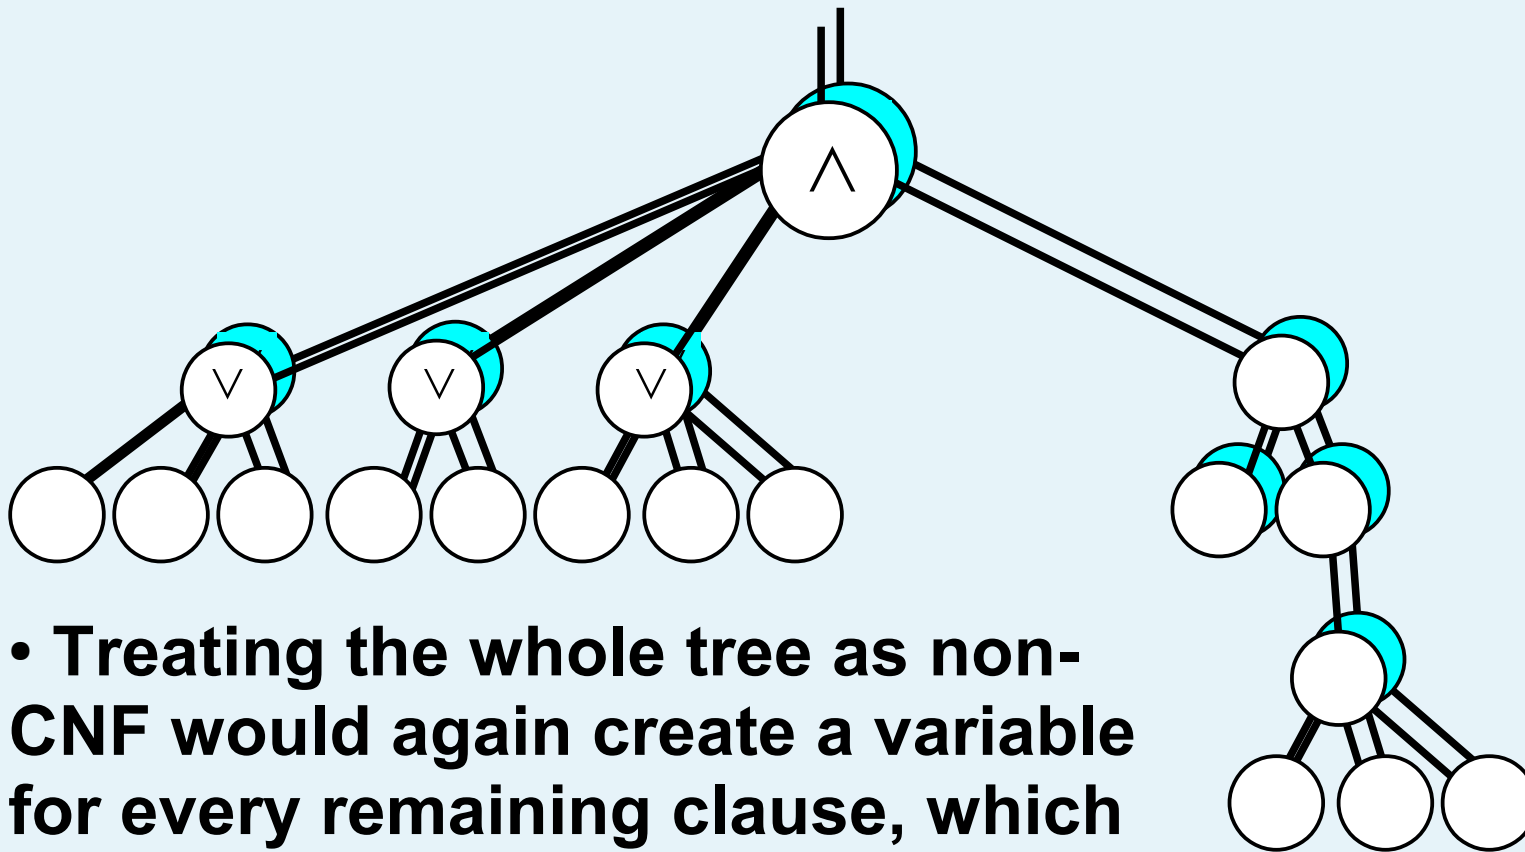 ∧
∨ ∨ ∨
• Treating the whole tree as non-
CNF would again create a variable
for every remaining clause, which